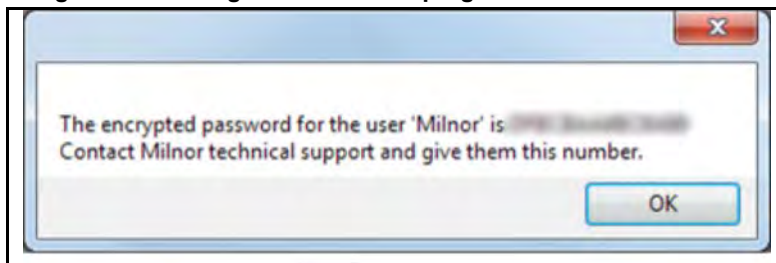 The encrypted password for the user 'Milnor' is
Contact Milnor technical support and give them this number.
OK